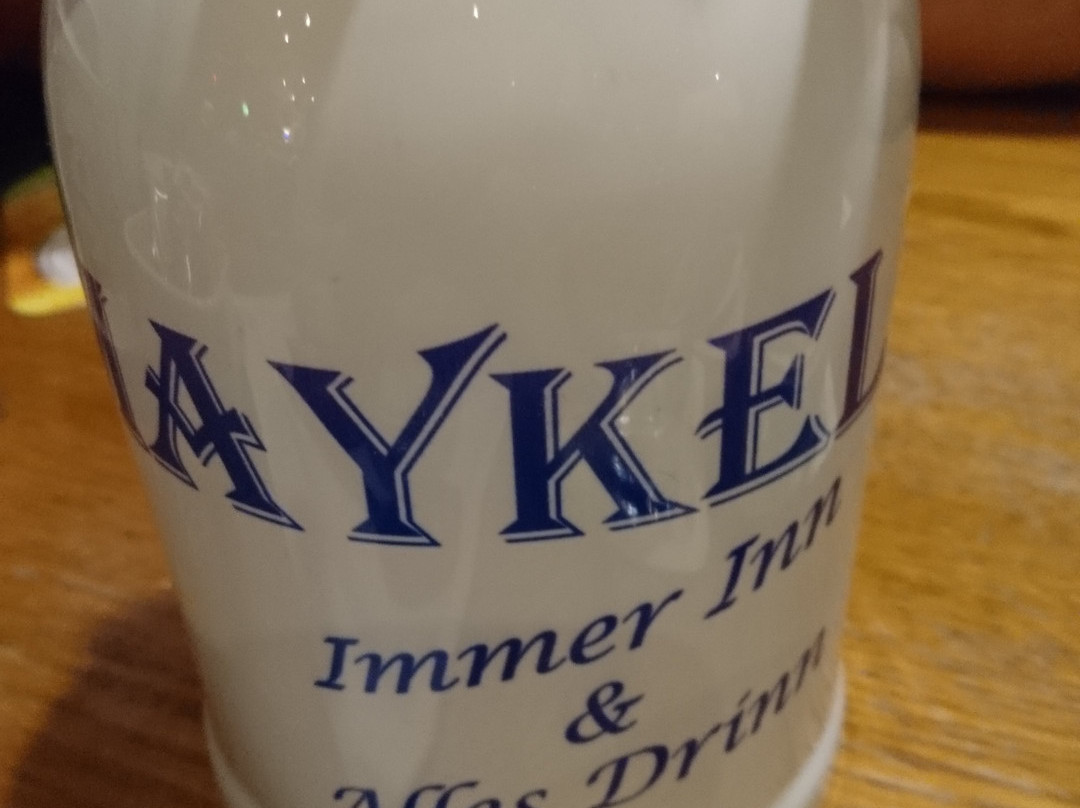 AYKEL
Immer Inn
&
Alles Drinn